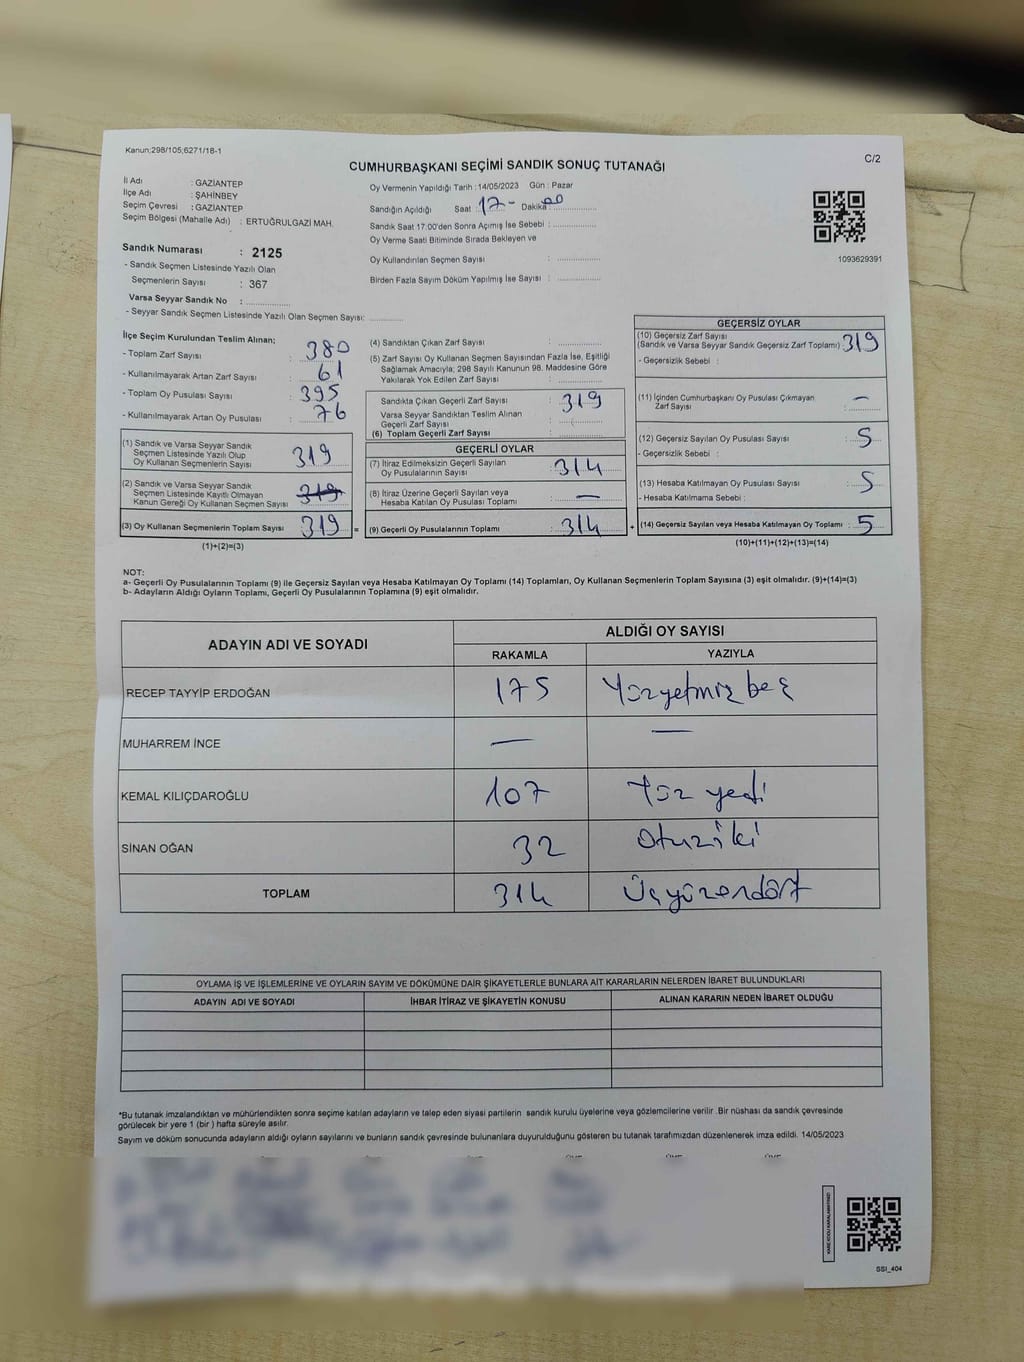 Kanun;298/105;6271/18-1
C/2
CUMHURBAŞKANI SEÇİMİ SANDIK SONUÇ TUTANAĞI
İl Adı : GAZİANTEP
İlçe Adı : ŞAHİNBEY
Seçim Çevresi : GAZİANTEP
Seçim Bölgesi (Mahalle Adı) : ERTUĞRULGAZİ MAH.
Sandık Numarası : 2125
- Sandık Seçmen Listesinde Yazılı Olan
Seçmenlerin Sayısı : 367
Varsa Seyyar Sandık No :
- Seyyar Sandık Seçmen Listesinde Yazılı Olan Seçmen Sayısı:
Oy Vermenin Yapıldığı Tarih : 14/05/2023 Gün : Pazar
Sandığın Açıldığı Saat 17- Dakika 00
Sandık Saat 17.00'den Sonra Açımış İse Sebebi :
Oy Verme Saati Bitiminde Sırada Bekleyen ve
Oy Kullandırılan Seçmen Sayısı :
Birden Fazla Sayım Döküm Yapılmış İse Sayısı :
1093629391
İlçe Seçim Kurulundan Teslim Alınan;
- Toplam Zarf Sayısı : 380
- Kullanılmayarak Artan Zarf Sayısı : 61
- Toplam Oy Pusulası Sayısı : 395
- Kullanılmayarak Artan Oy Pusulası : 76
(1) Sandık ve Varsa Seyyar Sandık
Seçmen Listesinde Yazılı Olup
Oy Kullanan Seçmenlerin Sayısı 319
(2) Sandık ve Varsa Seyyar Sandık
Seçmen Listesinde Kayıtlı Olmayan
Kanun Gereği Oy Kullanan Seçmen Sayısı 319
(3) Oy Kullanan Seçmenlerin Toplam Sayısı 319 =
(1)+(2)=(3)
(4) Sandıktan Çıkan Zarf Sayısı :
(5) Zarf Sayısı Oy Kullanan Seçmen Sayısından Fazla İse, Eşitliği
Sağlamak Amacıyla; 298 Sayılı Kanunun 98. Maddesine Göre
Yakılarak Yok Edilen Zarf Sayısı :
Sandıkta Çıkan Geçerli Zarf Sayısı : 319
Varsa Seyyar Sandıktan Teslim Alınan
Geçerli Zarf Sayısı :
(6) Toplam Geçerli Zarf Sayısı :
GEÇERLİ OYLAR
(7) İtiraz Edilmeksizin Geçerli Sayılan
Oy Pusulalarının Sayısı : 314
(8) İtiraz Üzerine Geçerli Sayılan veya
Hesaba Katılan Oy Pusulası Toplamı : —
(9) Geçerli Oy Pusulalarının Toplamı : 314 +
GEÇERSİZ OYLAR
(10) Geçersiz Zarf Sayısı
(Sandık ve Varsa Seyyar Sandık Geçersiz Zarf Toplamı) : 319
- Geçersizlik Sebebi :
(11) İçinden Cumhurbaşkanı Oy Pusulası Çıkmayan
Zarf Sayısı : —
(12) Geçersiz Sayılan Oy Pusulası Sayısı : 5
- Geçersizlik Sebebi :
(13) Hesaba Katılmayan Oy Pusulası Sayısı : 5
- Hesaba Katılmama Sebebi :
(14) Geçersiz Sayılan veya Hesaba Katılmayan Oy Toplamı : 5
(10)+(11)+(12)+(13)=(14)
NOT:
a- Geçerli Oy Pusulalarının Toplamı (9) ile Geçersiz Sayılan veya Hesaba Katılmayan Oy Toplamı (14) Toplamları, Oy Kullanan Seçmenlerin Toplam Sayısına (3) eşit olmalıdır. (9)+(14)=(3)
b- Adayların Aldığı Oyların Toplamı, Geçerli Oy Pusulalarının Toplamına (9) eşit olmalıdır.
ADAYIN ADI VE SOYADI ALDIĞI OY SAYISI
RAKAMLA YAZIYLA
RECEP TAYYİP ERDOĞAN 175 Yüzyetmiş beş
MUHARREM İNCE — —
KEMAL KILIÇDAROĞLU 107 Yüz yedi
SİNAN OĞAN 32 Otuziki
TOPLAM 314 Üçyüzondört
OYLAMA İŞ VE İŞLEMLERİNE VE OYLARIN SAYIM VE DÖKÜMÜNE DAİR ŞİKAYETLERLE BUNLARA AİT KARARLARIN NELERDEN İBARET BULUNDUKLARI
ADAYIN ADI VE SOYADI İHBAR İTİRAZ VE ŞİKAYETİN KONUSU ALINAN KARARIN NEDEN İBARET OLDUĞU
*Bu tutanak imzalandıktan ve mühürlendikten sonra seçime katılan adayların ve talep eden siyasi partilerin sandık kurulu üyelerine veya gözlemcilerine verilir .Bir nüshası da sandık çevresinde
görülecek bir yere 1 (bir ) hafta süreyle asılır.
Sayım ve döküm sonucunda adayların aldığı oyların sayılarını ve bunların sandık çevresinde bulunanlara duyurulduğunu gösteren bu tutanak tarafımızdan düzenlenerek imza edildi. 14/05/2023
KARE KODU KARALAMAYINIZ!
SSI_404